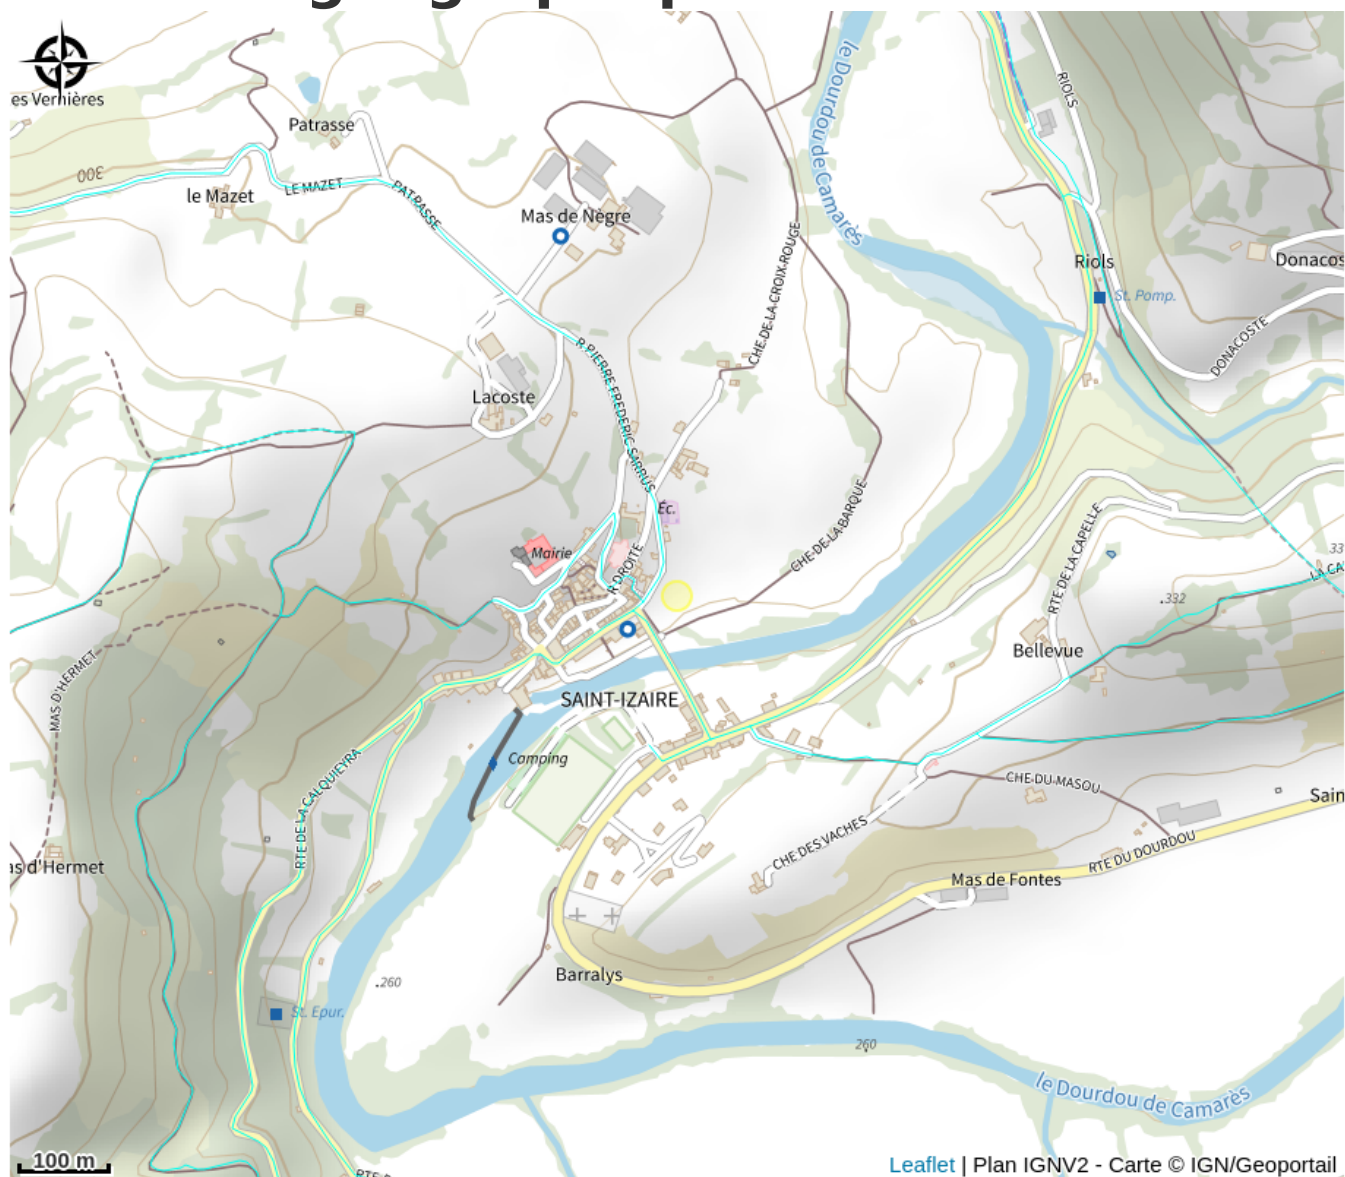 le Dourdou de Camarès
RIOLS
es Vernières
Patrasse
300
LE MAZET
le Mazet
PATRASSE
Mas de Nègre
CHE DE LA CROIX ROUGE
Riols
Donacos
St. Pomp.
DONACOSTE
R PIERRE FREDERIC SARRUS
Lacoste
Éc.
CHE DE LA BARQUE
RTE DE LA CAPELLE
Mairie
R DROITE
33
LA CA
.332
MAS D'HERMET
Bellevue
SAINT-IZAIRE
Camping
RTE DE LA CALQUIEYRA
CHE DU MASOU
Sain
CHE DES VACHES
RTE DU DOURDOU
as d'Hermet
Mas de Fontes
Barralys
.260
St. Epur.
260
le Dourdou de Camarès
100 m
Leaflet | Plan IGNV2 - Carte © IGN/Geoportail